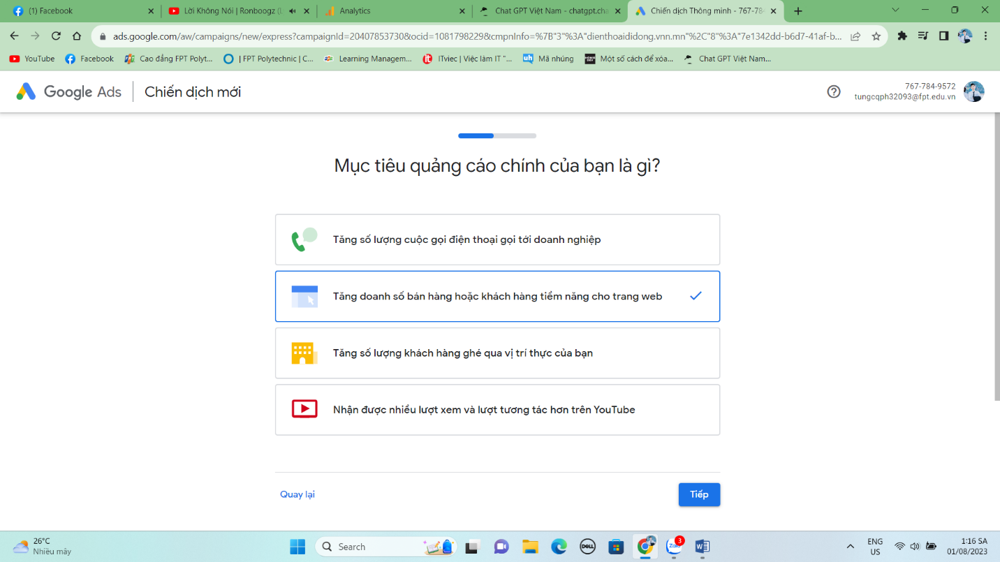 (1) Facebook
Lời Không Nói | Ronboogz (L
Analytics
Chat GPT Việt Nam - chatgpt.cha
Chiến dịch Thông minh - 767-784
ads.google.com/aw/campaigns/new/express?campaignId=20407853730&ocid=1081798229&cmpnInfo=%7B"3"%3A"dienthoaididong.vnn.mn"%2C"8"%3A"7e1342dd-b6d7-41af-b...
YouTube
Facebook
Cao đẳng FPT Polyt...
| FPT Polytechnic | C...
Learning Managem...
ITviec | Việc làm IT "...
Mã nhúng
Một số cách để xóa...
Chat GPT Việt Nam...
Google Ads
Chiến dịch mới
767-784-9572
tungcqph32093@fpt.edu.vn
Mục tiêu quảng cáo chính của bạn là gì?
Tăng số lượng cuộc gọi điện thoại gọi tới doanh nghiệp
Tăng doanh số bán hàng hoặc khách hàng tiềm năng cho trang web
Tăng số lượng khách hàng ghé qua vị trí thực của bạn
Nhận được nhiều lượt xem và lượt tương tác hơn trên YouTube
Quay lại
Tiếp
26°C
Nhiều mây
Search
DELL
Zalo
3
ENG
US
1:16 SA
01/08/2023